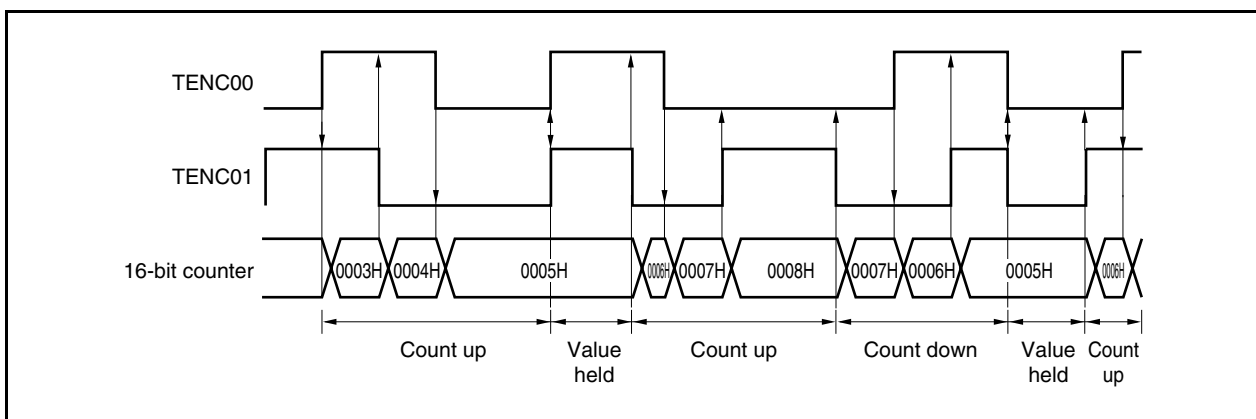 TENC00
TENC01
16-bit counter
0003H 0004H 0005H 0006H 0007H 0008H 0007H 0006H 0005H 0006H
Count up Value held Count up Count down Value held Count up